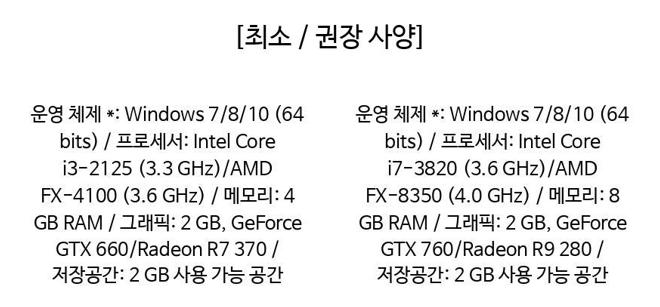 [최소 / 권장 사양]
운영 체제 *: Windows 7/8/10 (64
bits) / 프로세서: Intel Core
i3-2125 (3.3 GHz)/AMD
FX-4100 (3.6 GHz) / 메모리: 4
GB RAM / 그래픽: 2 GB, GeForce
GTX 660/Radeon R7 370 /
저장공간: 2 GB 사용 가능 공간
운영 체제 *: Windows 7/8/10 (64
bits) / 프로세서: Intel Core
i7-3820 (3.6 GHz)/AMD
FX-8350 (4.0 GHz) / 메모리: 8
GB RAM / 그래픽: 2 GB, GeForce
GTX 760/Radeon R9 280 /
저장공간: 2 GB 사용 가능 공간